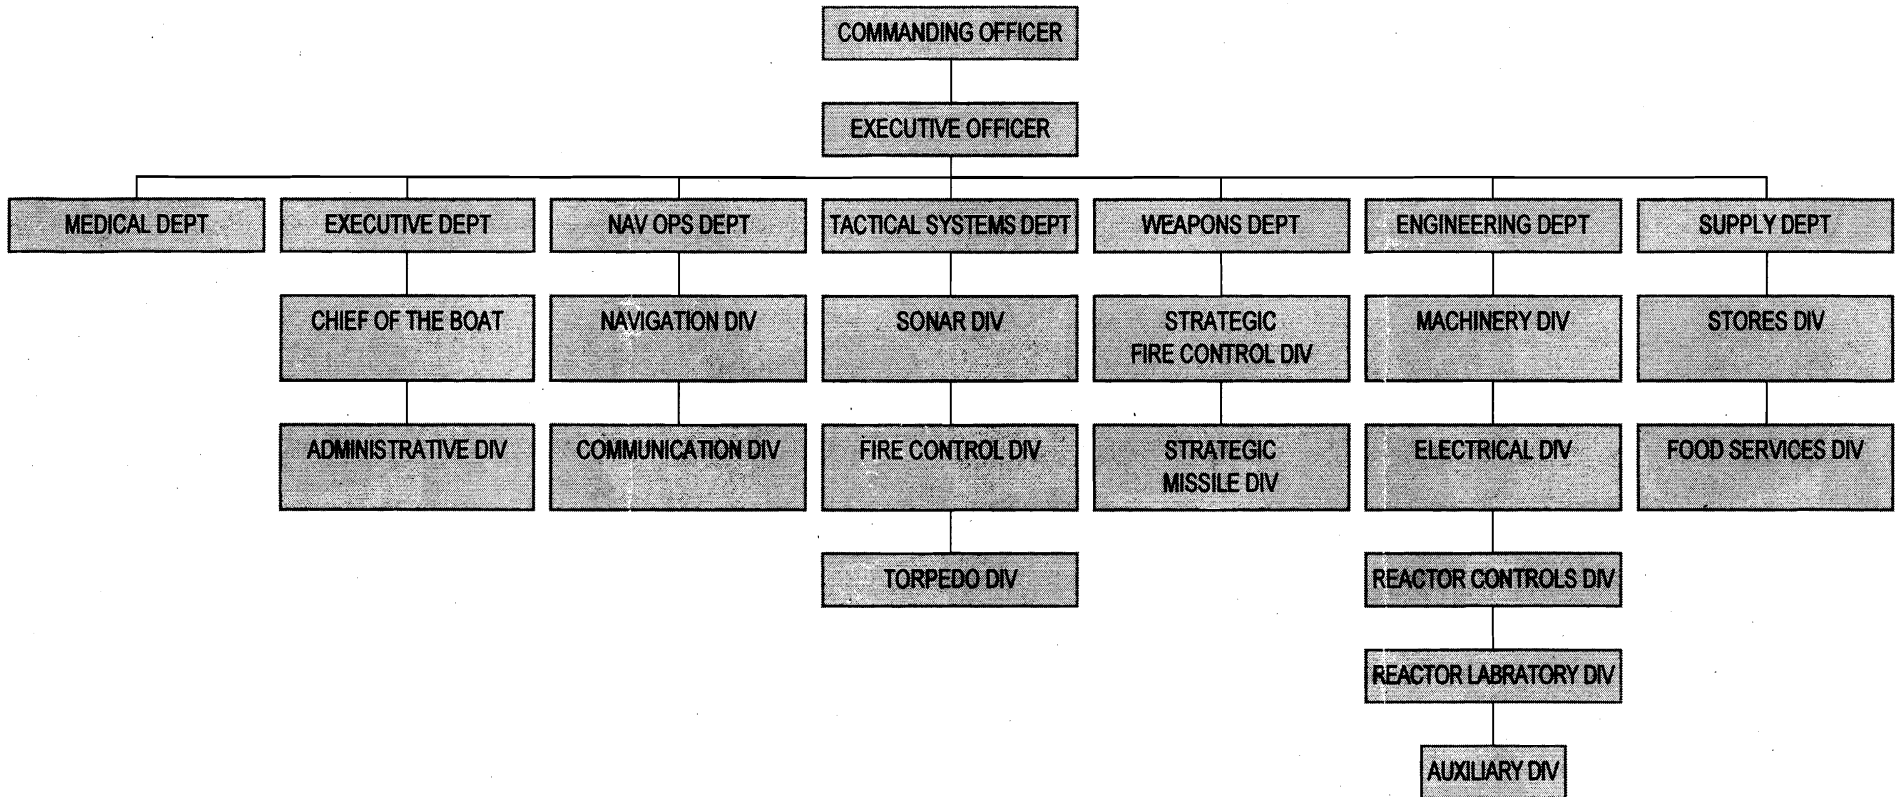 COMMANDING OFFICER
EXECUTIVE OFFICER
MEDICAL DEPT
EXECUTIVE DEPT
NAV OPS DEPT
TACTICAL SYSTEMS DEPT
WEAPONS DEPT
ENGINEERING DEPT
SUPPLY DEPT
CHIEF OF THE BOAT
NAVIGATION DIV
SONAR DIV
STRATEGIC
FIRE CONTROL DIV
MACHINERY DIV
STORES DIV
ADMINISTRATIVE DIV
COMMUNICATION DIV
FIRE CONTROL DIV
STRATEGIC
MISSILE DIV
ELECTRICAL DIV
FOOD SERVICES DIV
TORPEDO DIV
REACTOR CONTROLS DIV
REACTOR LABRATORY DIV
AUXILIARY DIV